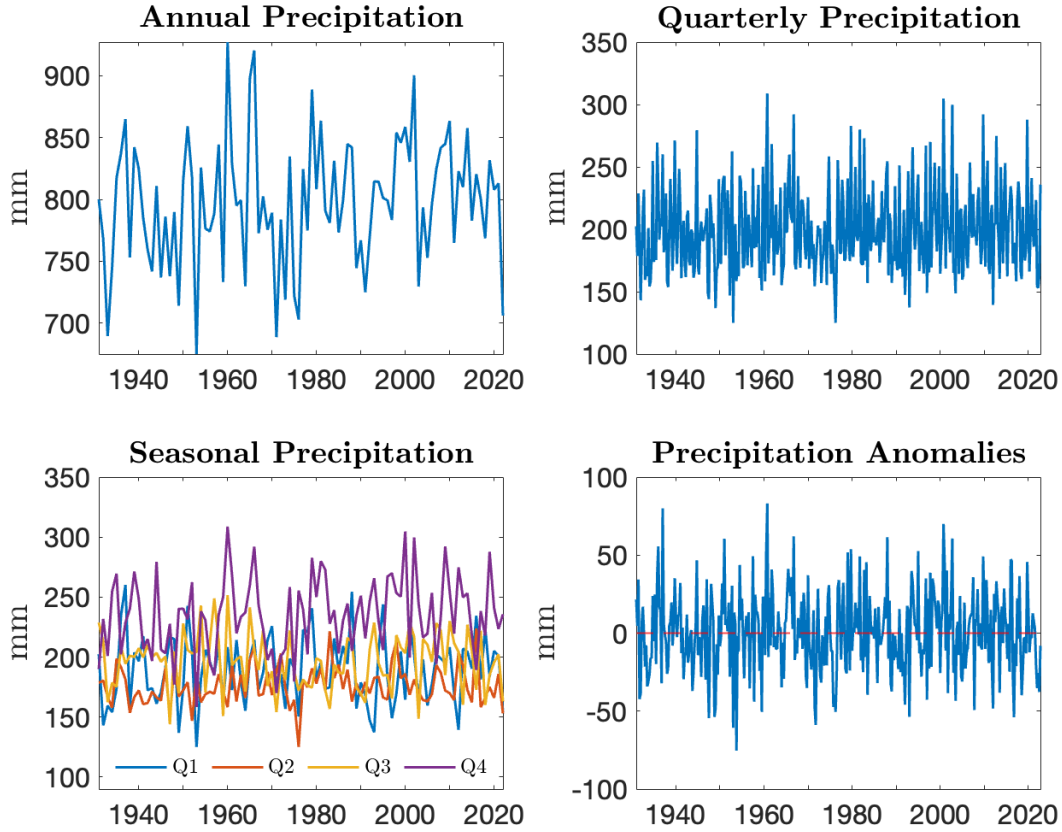 Annual Precipitation
mm
900
850
800
750
700
1940 1960 1980 2000 2020
Quarterly Precipitation
mm
350
300
250
200
150
100
1940 1960 1980 2000 2020
Seasonal Precipitation
mm
350
300
250
200
150
100
Q1 Q2 Q3 Q4
1940 1960 1980 2000 2020
Precipitation Anomalies
mm
100
50
0
-50
-100
1940 1960 1980 2000 2020